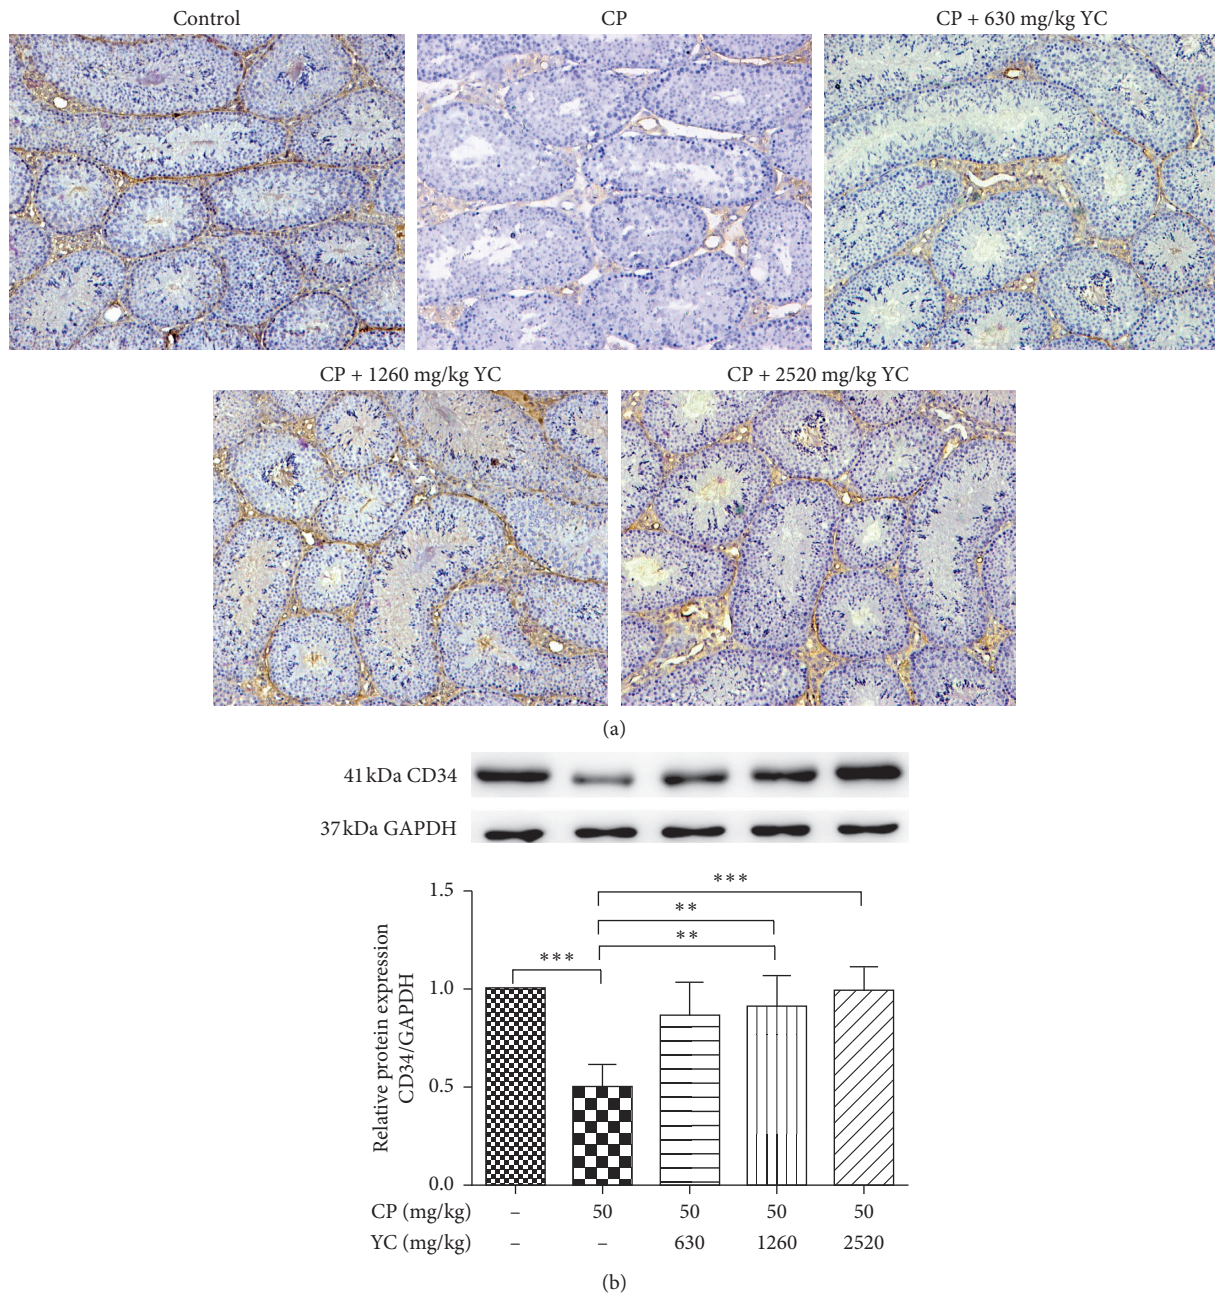 Control CP CP + 630 mg/kg YC
CP + 1260 mg/kg YC CP + 2520 mg/kg YC
(a)
41 kDa CD34
37 kDa GAPDH
Relative protein expression
CD34/GAPDH
1.5
1.0
0.5
0.0
***
**
**
***
CP (mg/kg) – 50 50 50 50
YC (mg/kg) – – 630 1260 2520
(b)